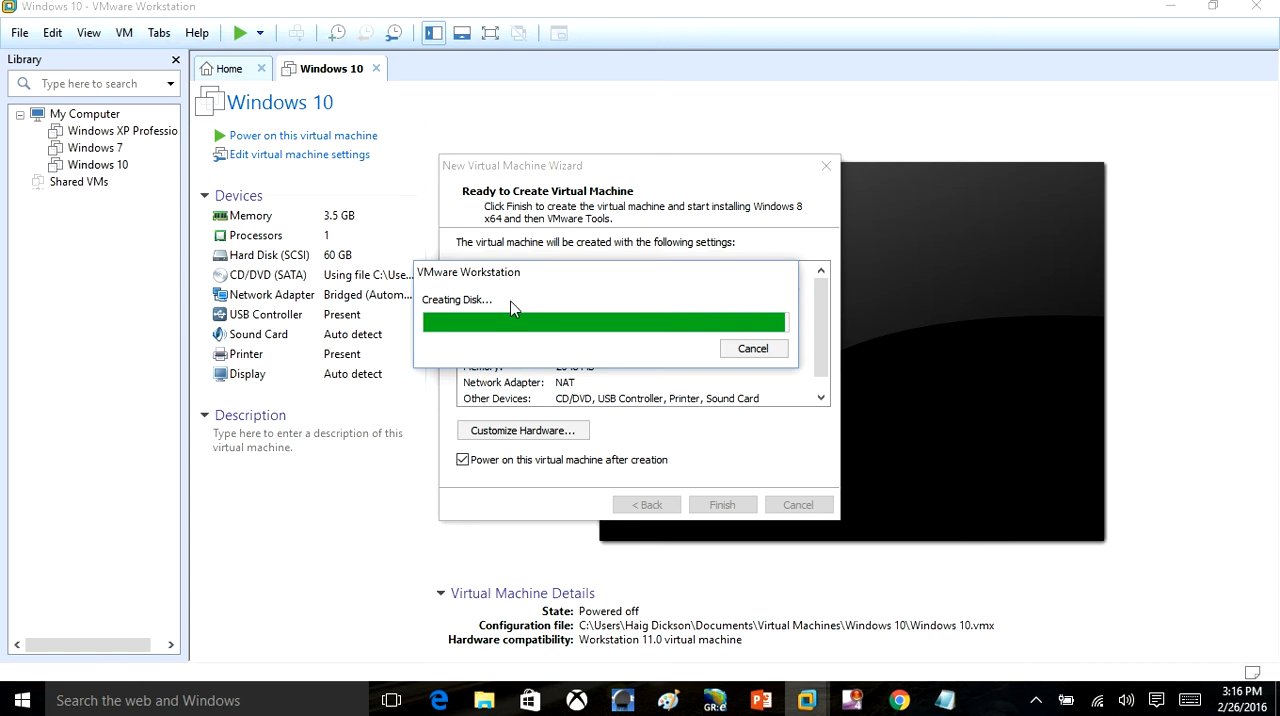 Windows 10 - VMware Workstation
File Edit View VM Tabs Help
Library
Type here to search
My Computer
Windows XP Professio
Windows 7
Windows 10
Shared VMs
Home
Windows 10
Windows 10
Power on this virtual machine
Edit virtual machine settings
Devices
Memory 3.5 GB
Processors 1
Hard Disk (SCSI) 60 GB
CD/DVD (SATA) Using file C:\Use...
Network Adapter Bridged (Autom...
USB Controller Present
Sound Card Auto detect
Printer Present
Display Auto detect
Description
Type here to enter a description of this
virtual machine.
New Virtual Machine Wizard
Ready to Create Virtual Machine
Click Finish to create the virtual machine and start installing Windows 8
x64 and then VMware Tools.
The virtual machine will be created with the following settings:
VMware Workstation
Creating Disk...
Cancel
Network Adapter: NAT
Other Devices: CD/DVD, USB Controller, Printer, Sound Card
Customize Hardware...
Power on this virtual machine after creation
< Back Finish Cancel
Virtual Machine Details
State: Powered off
Configuration file: C:\Users\Haig Dickson\Documents\Virtual Machines\Windows 10\Windows 10.vmx
Hardware compatibility: Workstation 11.0 virtual machine
Search the web and Windows
GR:e
3:16 PM
2/26/2016